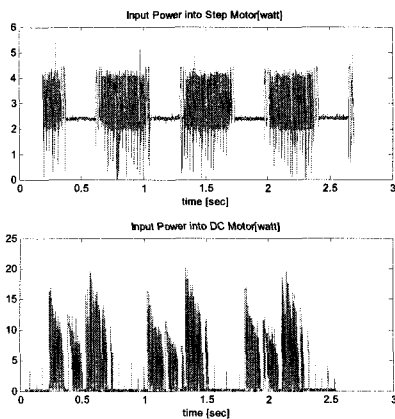 Input Power into Step Motor[watt]
6
5
4
3
2
1
0
0 0.5 1 1.5 2 2.5 3
time [sec]
Input Power into DC Motor[watt]
25
20
15
10
5
0
0 0.5 1 1.5 2 2.5 3
time [sec]